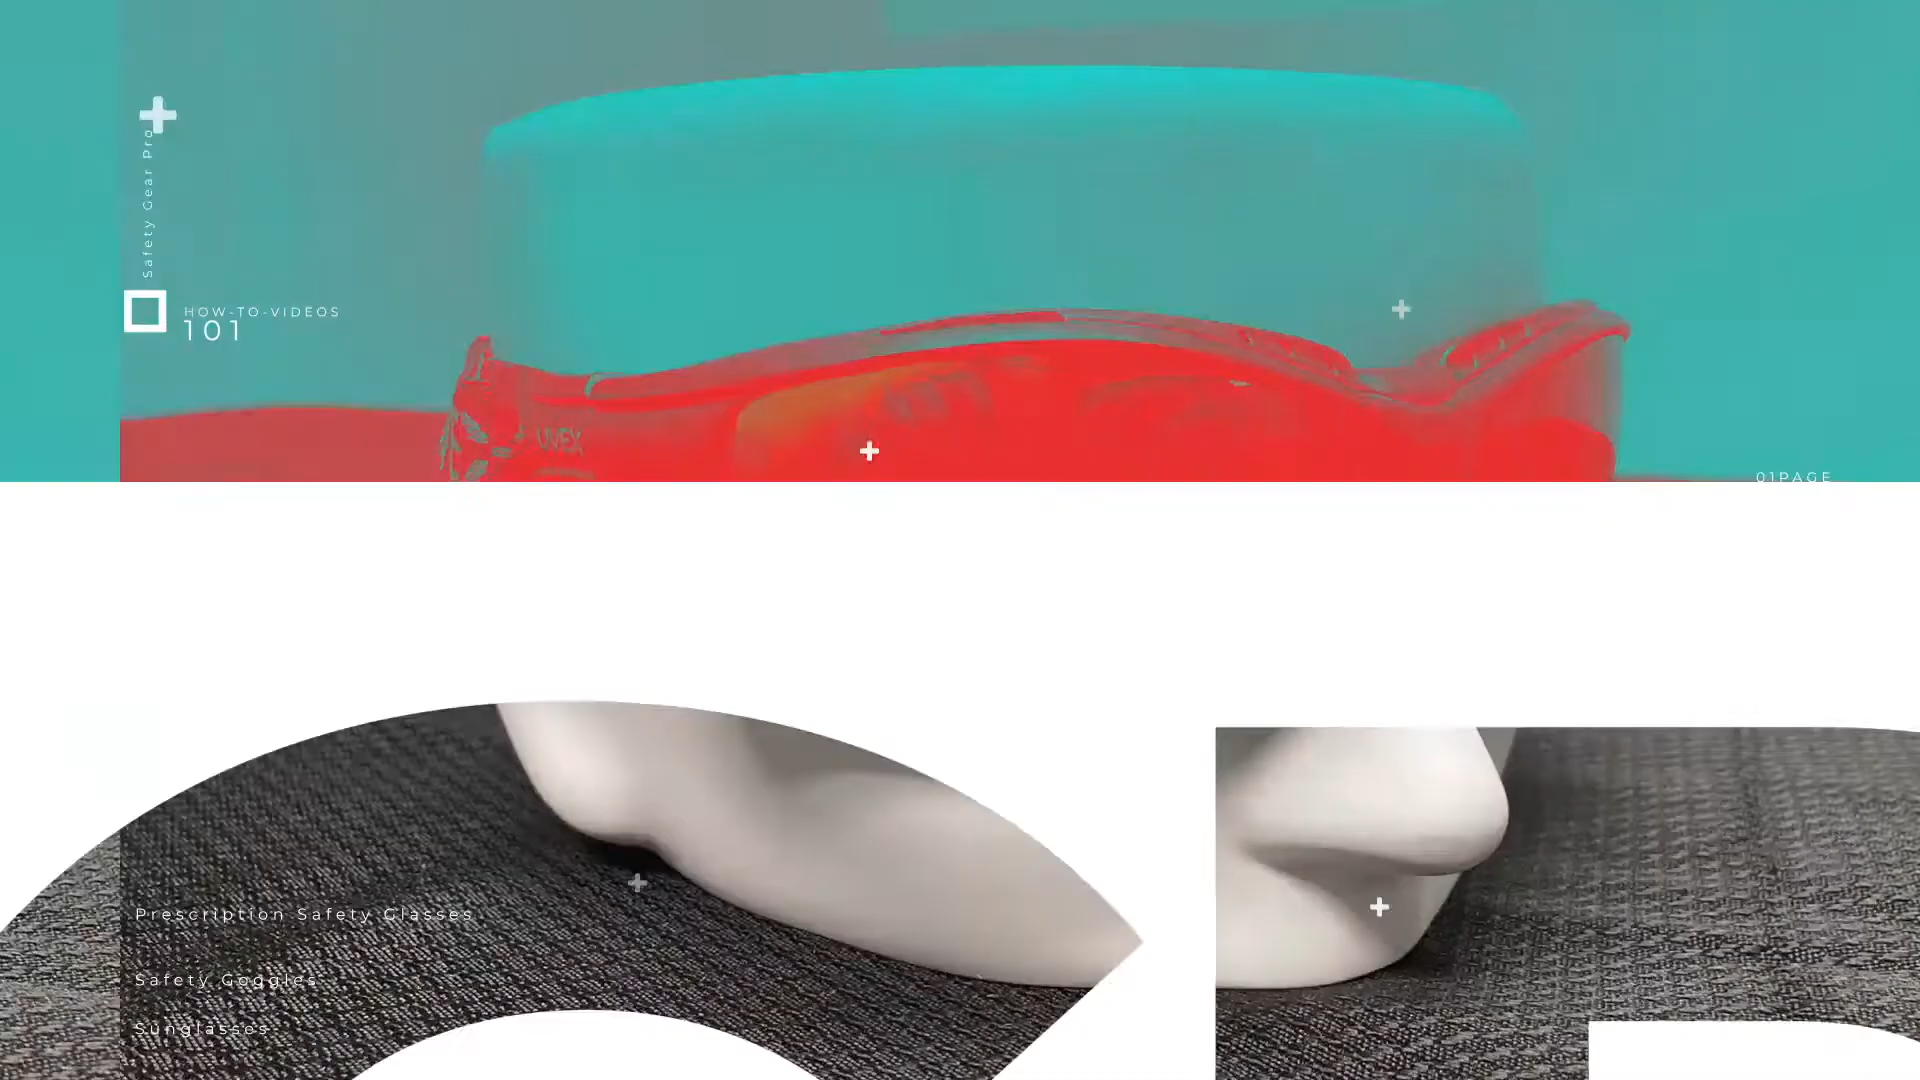 Safety Gear Pro
HOW-TO-VIDEOS
101
UVEX
01PAGE
Prescription Safety Glasses
Safety Goggles
Sunglasses